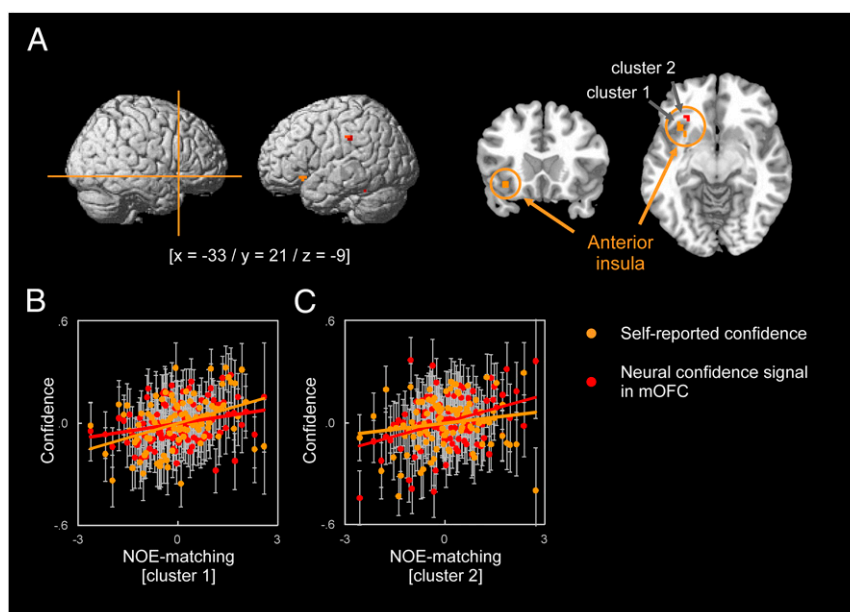 A
cluster 2
cluster 1
[x = -33 / y = 21 / z = -9]
Anterior
insula
B
C
.6
.0
-.6
Confidence
-3
0
3
NOE-matching
[cluster 1]
.6
.0
-.6
Confidence
-3
0
3
NOE-matching
[cluster 2]
Self-reported confidence
Neural confidence signal
in mOFC